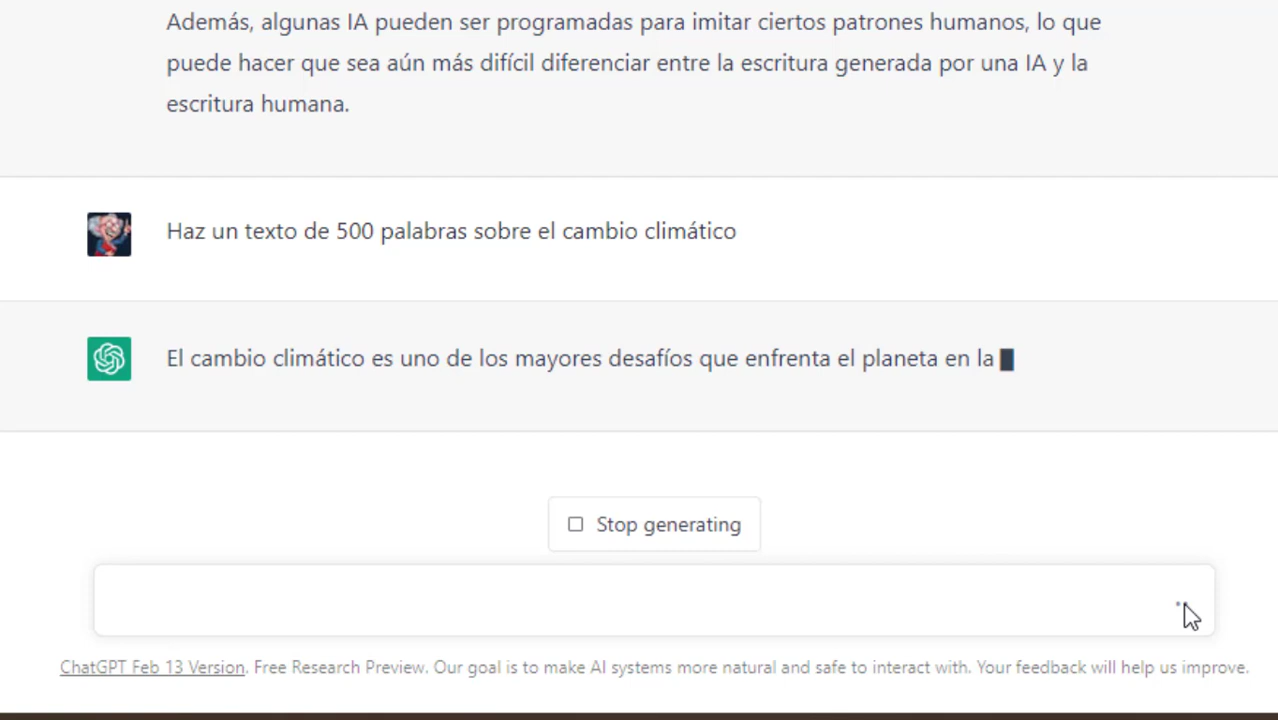 Además, algunas IA pueden ser programadas para imitar ciertos patrones humanos, lo que
puede hacer que sea aún más difícil diferenciar entre la escritura generada por una IA y la
escritura humana.
Haz un texto de 500 palabras sobre el cambio climático
El cambio climático es uno de los mayores desafíos que enfrenta el planeta en la
Stop generating
ChatGPT Feb 13 Version. Free Research Preview. Our goal is to make AI systems more natural and safe to interact with. Your feedback will help us improve.